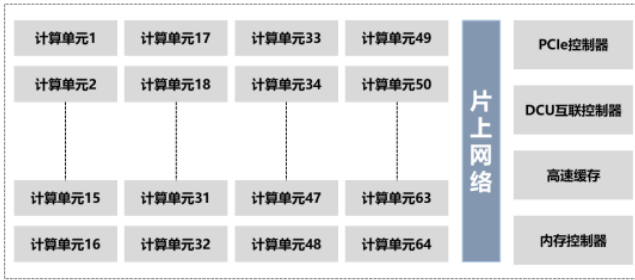 计算单元1
计算单元17
计算单元33
计算单元49
计算单元2
计算单元18
计算单元34
计算单元50
计算单元15
计算单元31
计算单元47
计算单元63
计算单元16
计算单元32
计算单元48
计算单元64
片上网络
PCIe控制器
DCU互联控制器
高速缓存
内存控制器